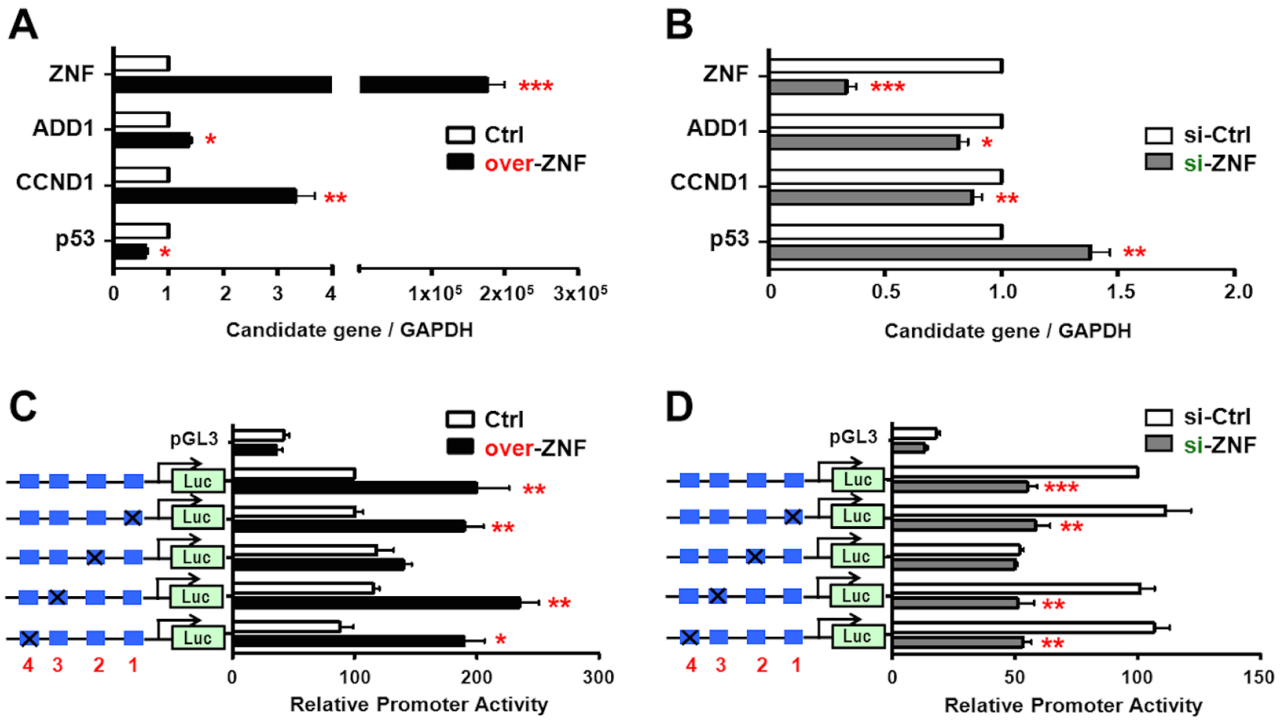 A
ZNF
***
ADD1
*
CCND1
**
p53
*
Ctrl
over-ZNF
0 1 2 3 4 1x10⁵ 2x10⁵ 3x10⁵
Candidate gene / GAPDH
B
ZNF
***
ADD1
*
CCND1
**
p53
**
si-Ctrl
si-ZNF
0 0.5 1.0 1.5 2.0
Candidate gene / GAPDH
C
Ctrl
over-ZNF
pGL3
Luc **
Luc **
Luc
Luc **
Luc *
4 3 2 1
0 100 200 300
Relative Promoter Activity
D
si-Ctrl
si-ZNF
pGL3
Luc ***
Luc **
Luc
Luc **
Luc **
4 3 2 1
0 50 100 150
Relative Promoter Activity